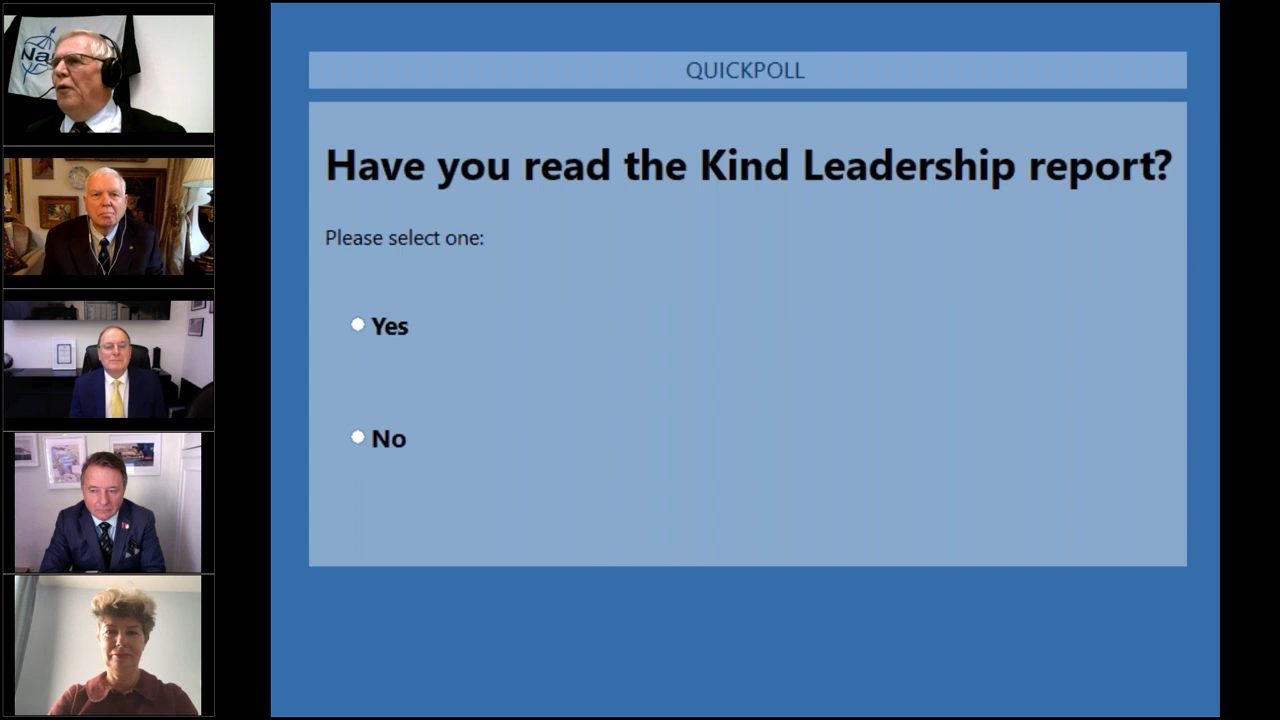 QUICKPOLL
Have you read the Kind Leadership report?
Please select one:
Yes
No